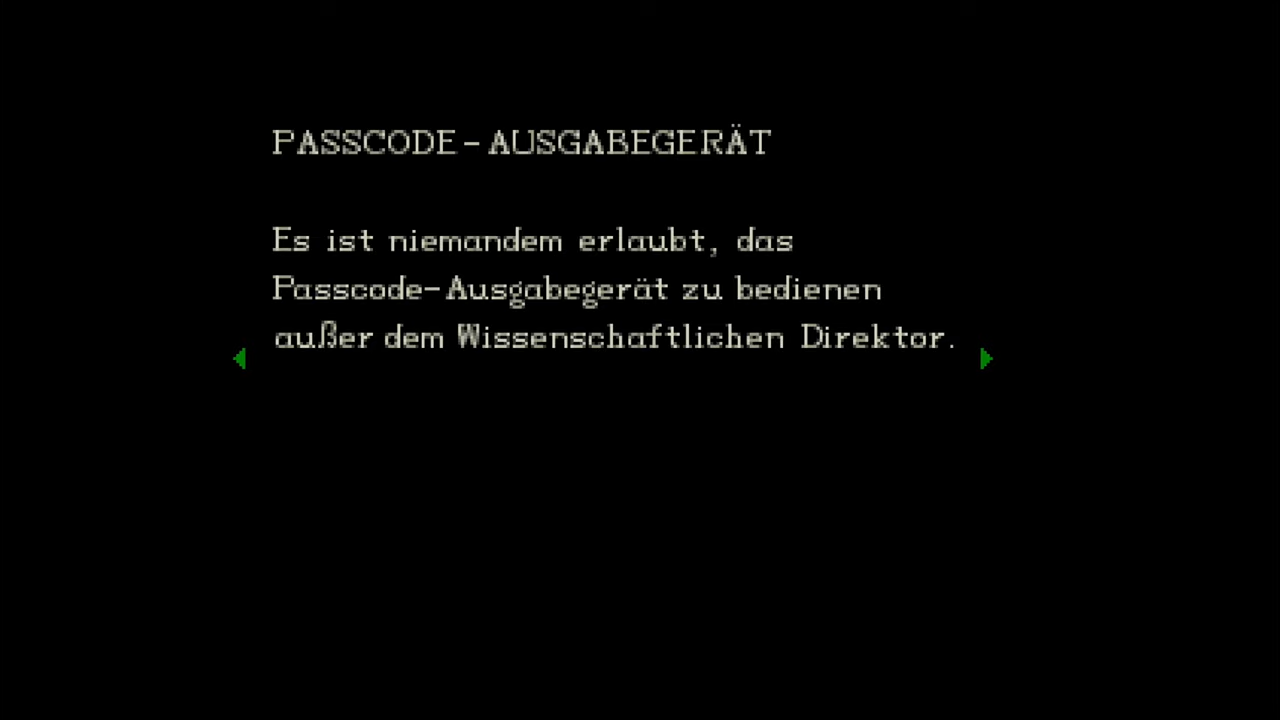 PASSCODE-AUSGABEGERÄT
Es ist niemandem erlaubt, das
Passcode-Ausgabegerät zu bedienen
außer dem Wissenschaftlichen Direktor.